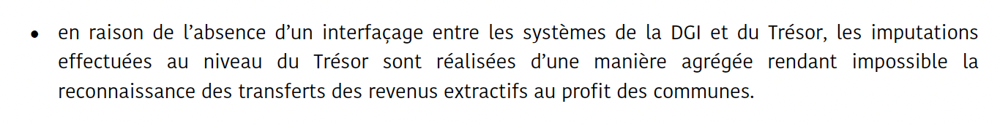 • en raison de l’absence d’un interfaçage entre les systèmes de la DGI et du Trésor, les imputations
effectuées au niveau du Trésor sont réalisées d’une manière agrégée rendant impossible la
reconnaissance des transferts des revenus extractifs au profit des communes.